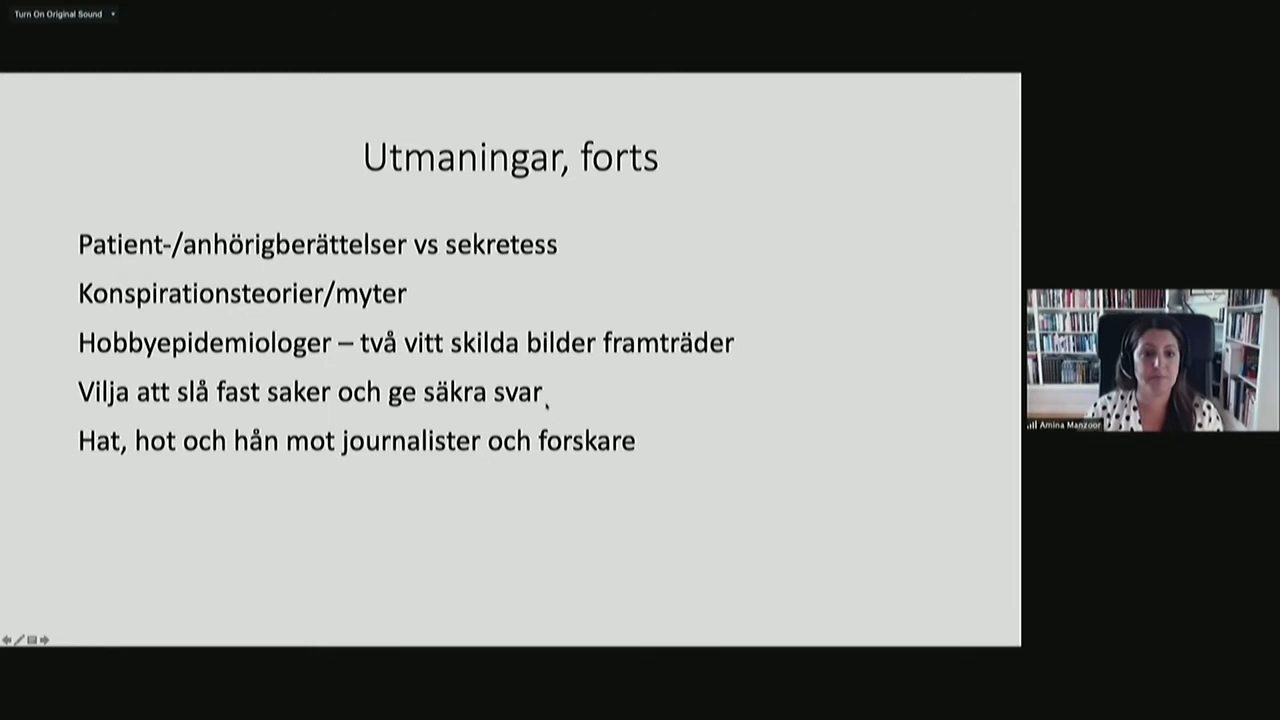 Turn On Original Sound
Utmaningar, forts
Patient-/anhörigberättelser vs sekretess
Konspirationsteorier/myter
Hobbyepidemiologer – två vitt skilda bilder framträder
Vilja att slå fast saker och ge säkra svar
Hat, hot och hån mot journalister och forskare
Amina Manzoor